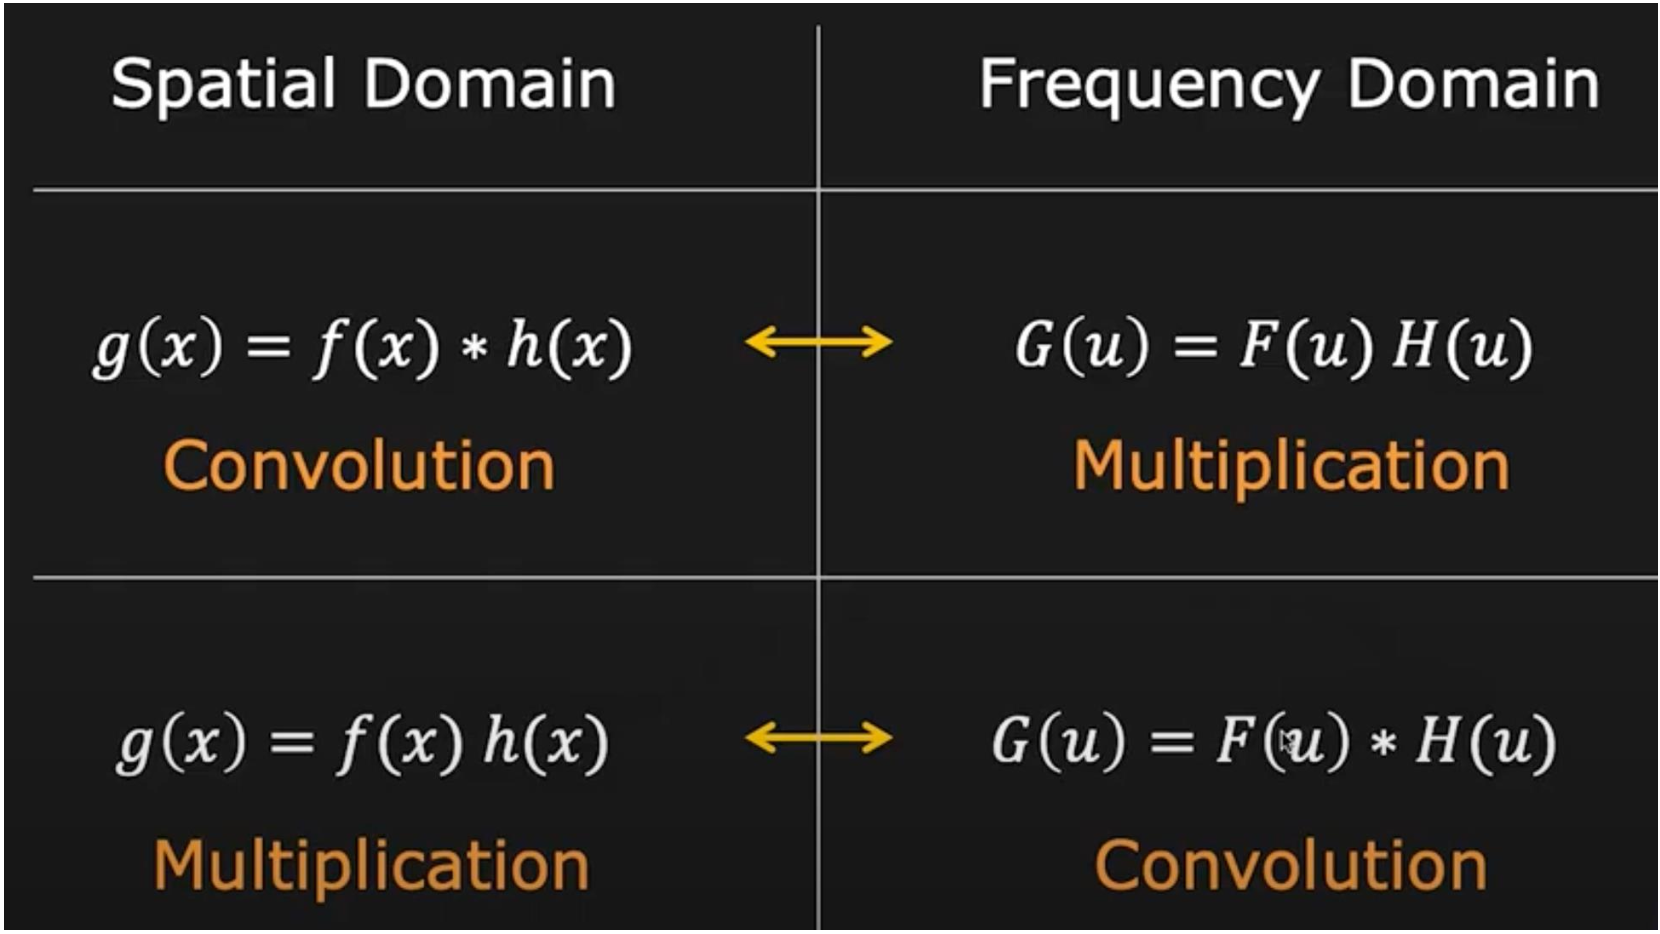 Spatial Domain
Frequency Domain
g(x) = f(x) ∗ h(x)
G(u) = F(u) H(u)
Convolution
Multiplication
g(x) = f(x) h(x)
G(u) = F(u) ∗ H(u)
Multiplication
Convolution